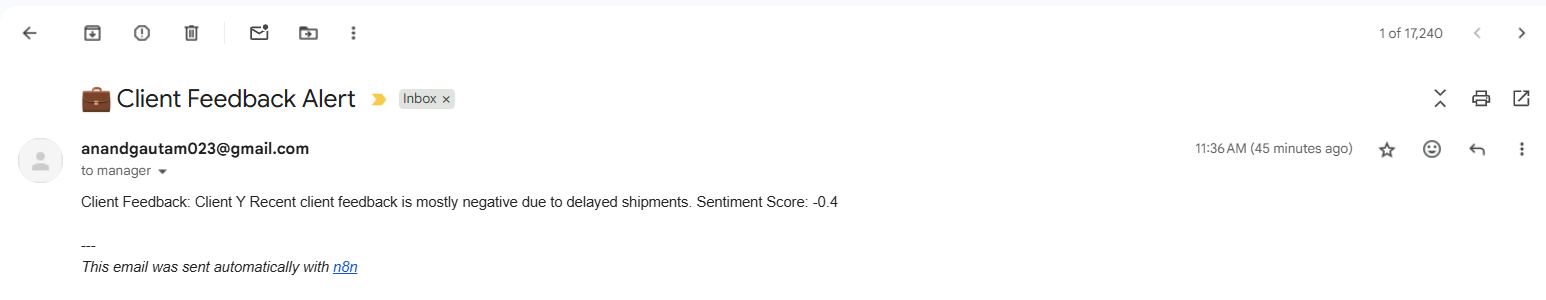 1 of 17,240
💼 Client Feedback Alert Inbox ×
anandgautam023@gmail.com 11:36 AM (45 minutes ago)
to manager
Client Feedback: Client Y Recent client feedback is mostly negative due to delayed shipments. Sentiment Score: -0.4
---
This email was sent automatically with n8n